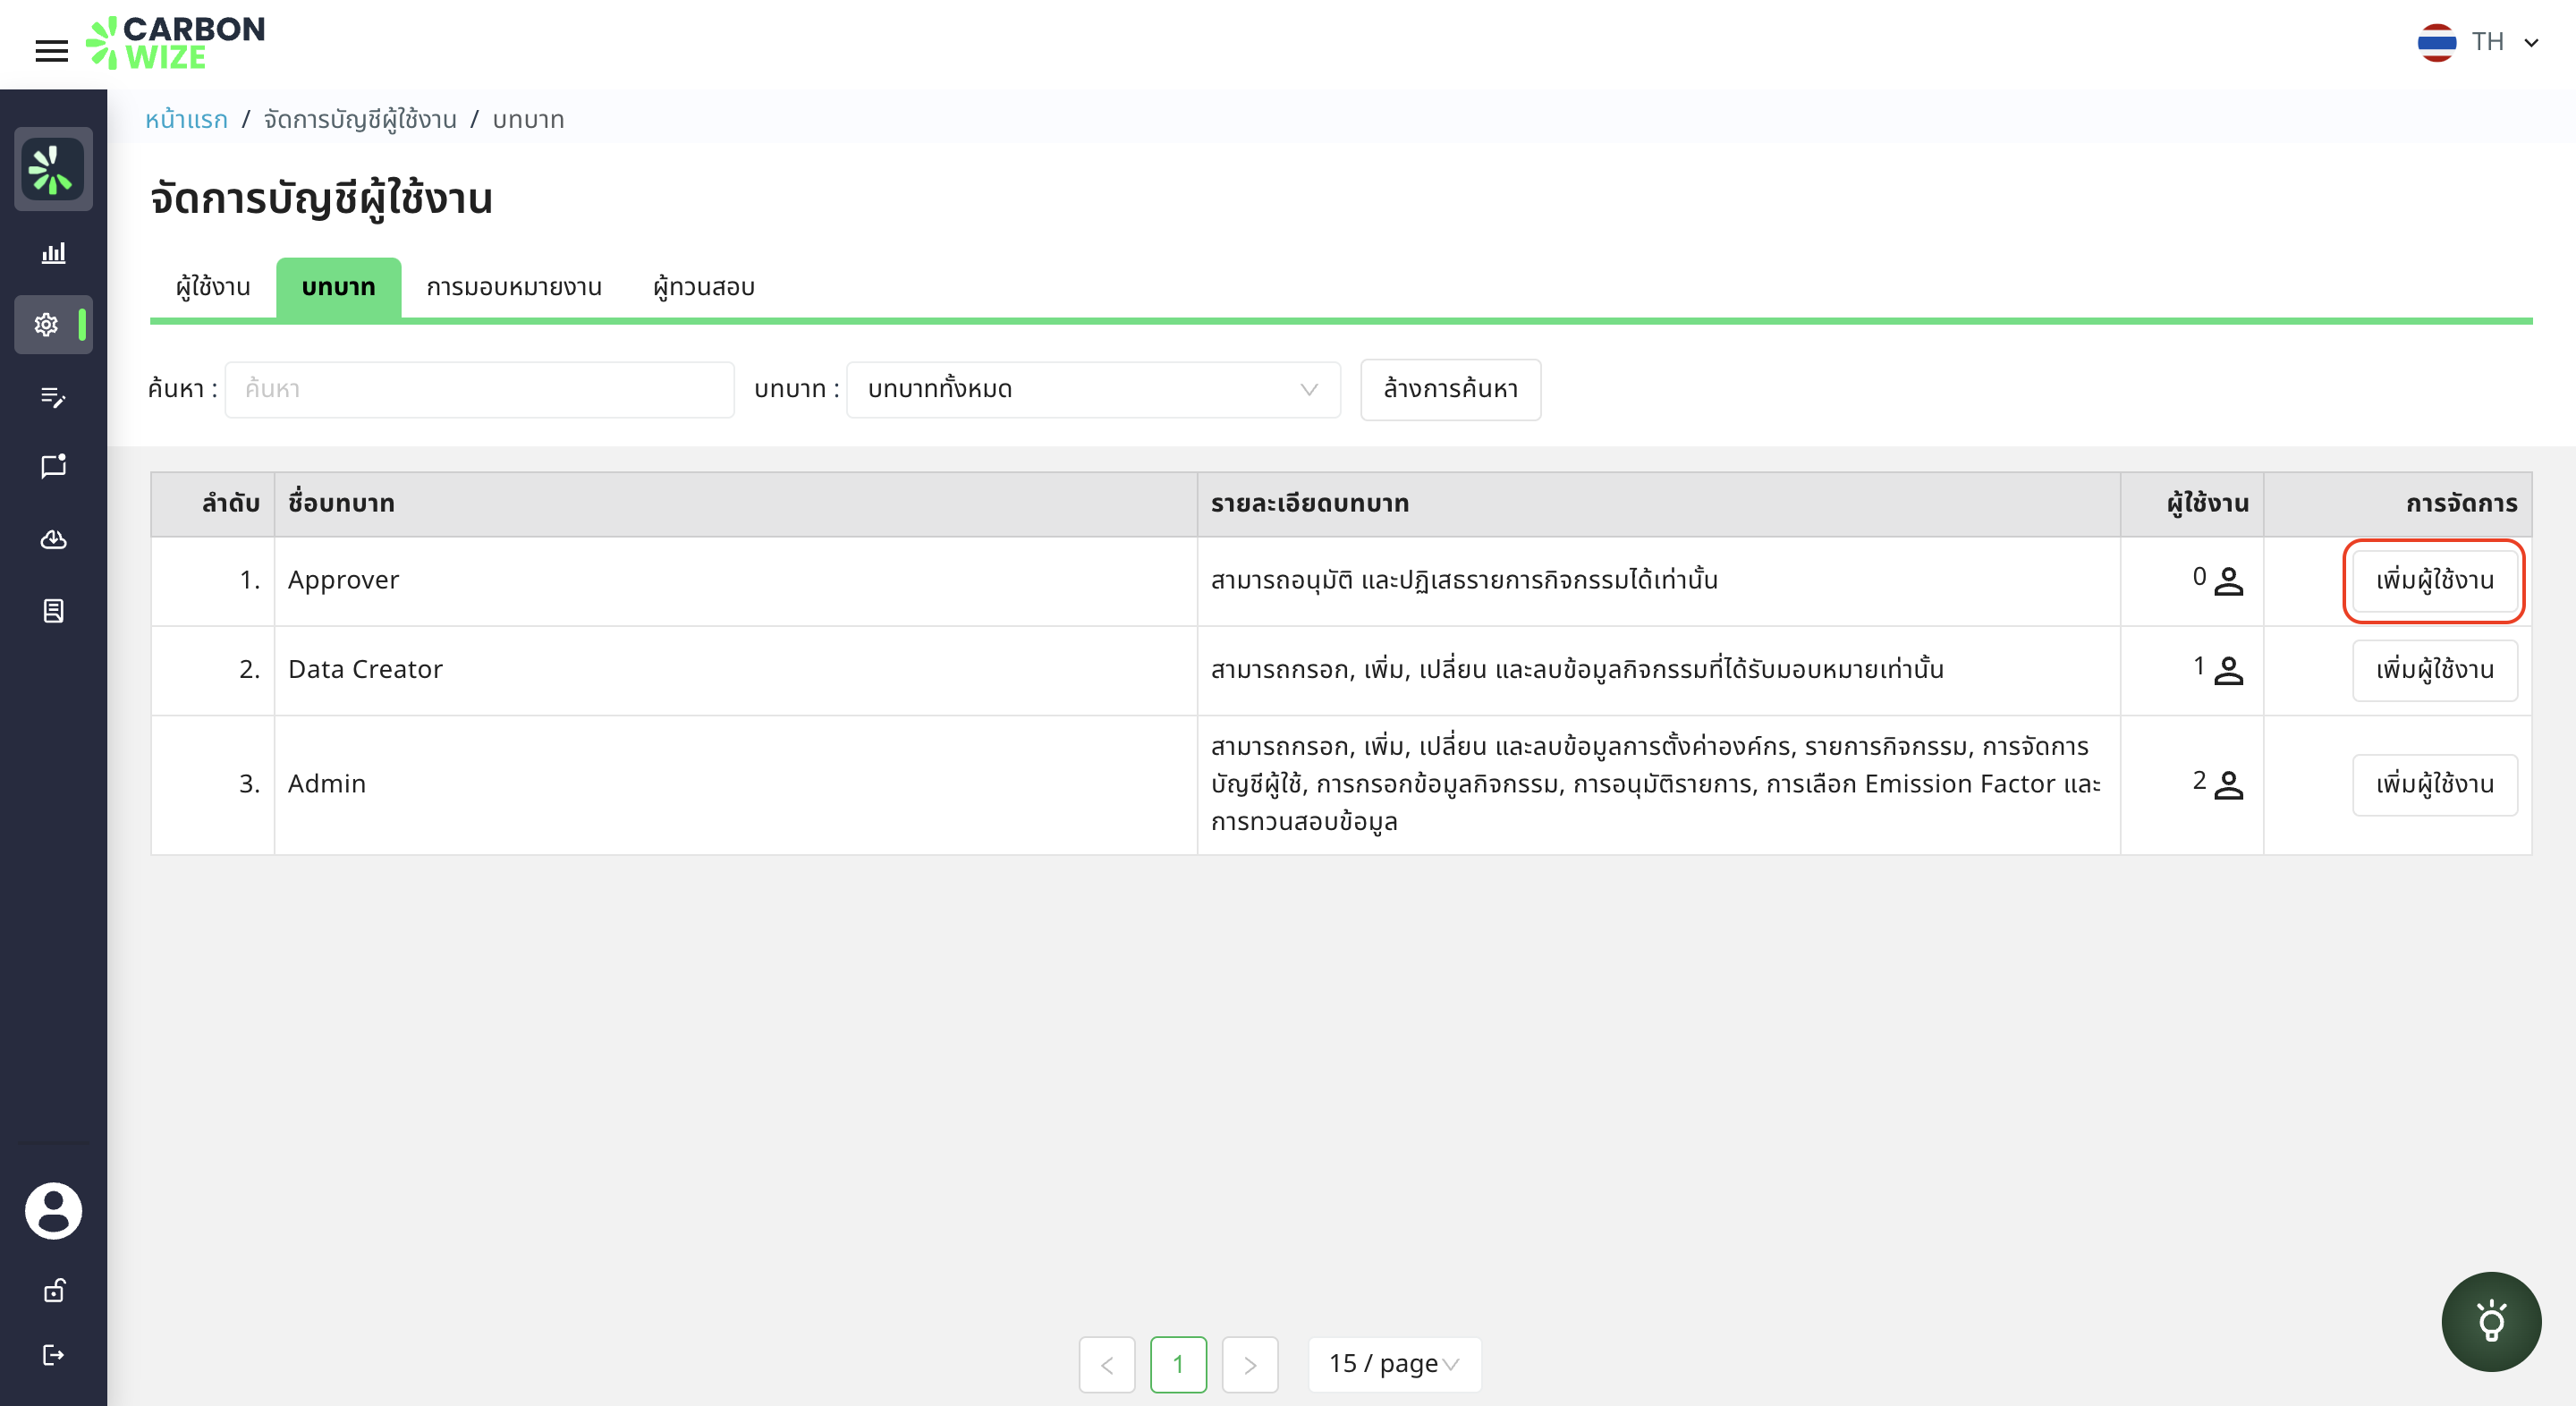 CARBON
WIZE
TH
หน้าแรก / จัดการบัญชีผู้ใช้งาน / บทบาท
จัดการบัญชีผู้ใช้งาน
ผู้ใช้งาน บทบาท การมอบหมายงาน ผู้ทวนสอบ
ค้นหา : ค้นหา บทบาท : บทบาททั้งหมด ล้างการค้นหา
ลำดับ ชื่อบทบาท รายละเอียดบทบาท ผู้ใช้งาน การจัดการ
1. Approver สามารถอนุมัติ และปฏิเสธรายการกิจกรรมได้เท่านั้น 0 เพิ่มผู้ใช้งาน
2. Data Creator สามารถกรอก, เพิ่ม, เปลี่ยน และลบข้อมูลกิจกรรมที่ได้รับมอบหมายเท่านั้น 1 เพิ่มผู้ใช้งาน
3. Admin สามารถกรอก, เพิ่ม, เปลี่ยน และลบข้อมูลการตั้งค่าองค์กร, รายการกิจกรรม, การจัดการ
บัญชีผู้ใช้, การกรอกข้อมูลกิจกรรม, การอนุมัติรายการ, การเลือก Emission Factor และ
การทวนสอบข้อมูล 2 เพิ่มผู้ใช้งาน
< 1 > 15 / page